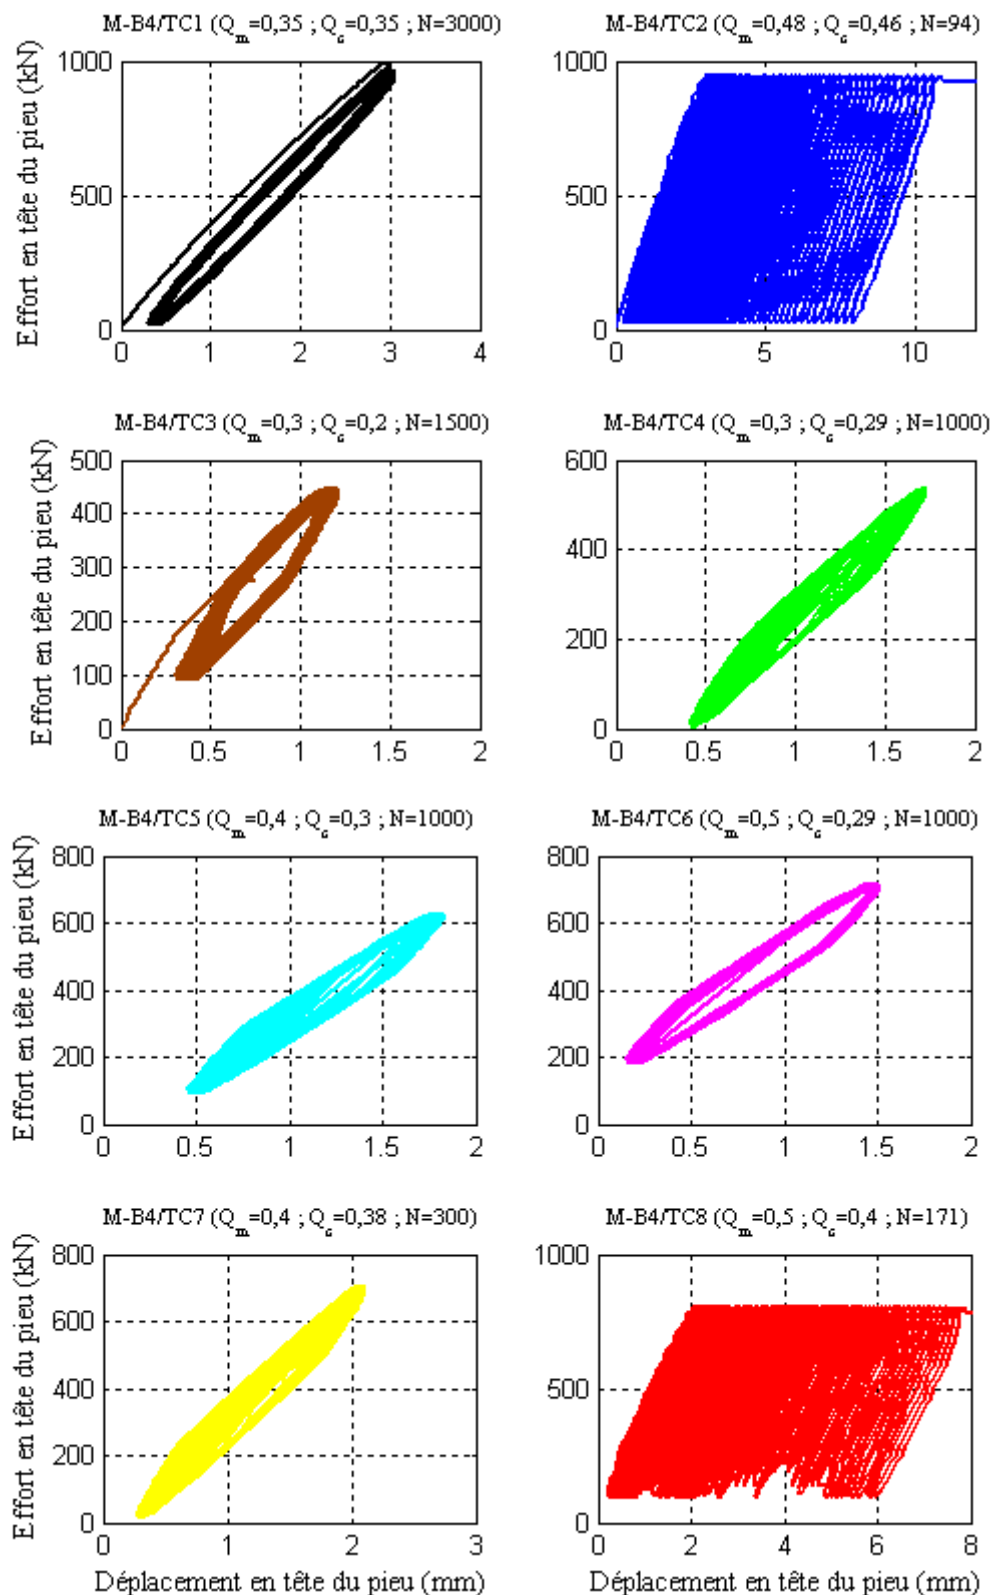 M-B4/TC1 (Qm=0,35 ; Qc=0,35 ; N=3000)
M-B4/TC2 (Qm=0,48 ; Qc=0,46 ; N=94)
Effort en tête du pieu (kN)
1000
500
0
0 1 2 3 4
1000
500
0
0 5 10
M-B4/TC3 (Qm=0,3 ; Qc=0,2 ; N=1500)
M-B4/TC4 (Qm=0,3 ; Qc=0,29 ; N=1000)
Effort en tête du pieu (kN)
500
400
300
200
100
0
0 0.5 1 1.5 2
600
400
200
0
0 0.5 1 1.5 2
M-B4/TC5 (Qm=0,4 ; Qc=0,3 ; N=1000)
M-B4/TC6 (Qm=0,5 ; Qc=0,29 ; N=1000)
Effort en tête du pieu (kN)
800
600
400
200
0
0 0.5 1 1.5 2
800
600
400
200
0
0 0.5 1 1.5 2
M-B4/TC7 (Qm=0,4 ; Qc=0,38 ; N=300)
M-B4/TC8 (Qm=0,5 ; Qc=0,4 ; N=171)
Effort en tête du pieu (kN)
800
600
400
200
0
0 1 2 3
1000
500
0
0 2 4 6 8
Déplacement en tête du pieu (mm)
Déplacement en tête du pieu (mm)